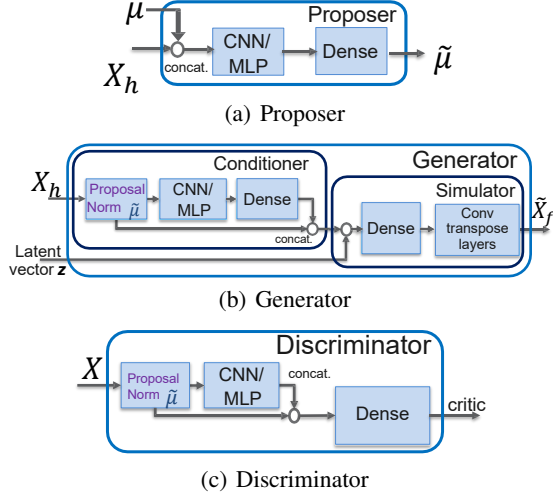 μ
Proposer
X_h
concat.
CNN/
MLP
Dense
μ̃
(a) Proposer
Generator
Conditioner
Simulator
X_h
Proposal
Norm μ̃
CNN/
MLP
Dense
concat.
Dense
Conv
transpose
layers
X̃_f
Latent
vector z
(b) Generator
Discriminator
X
Proposal
Norm μ̃
CNN/
MLP
concat.
Dense
critic
(c) Discriminator